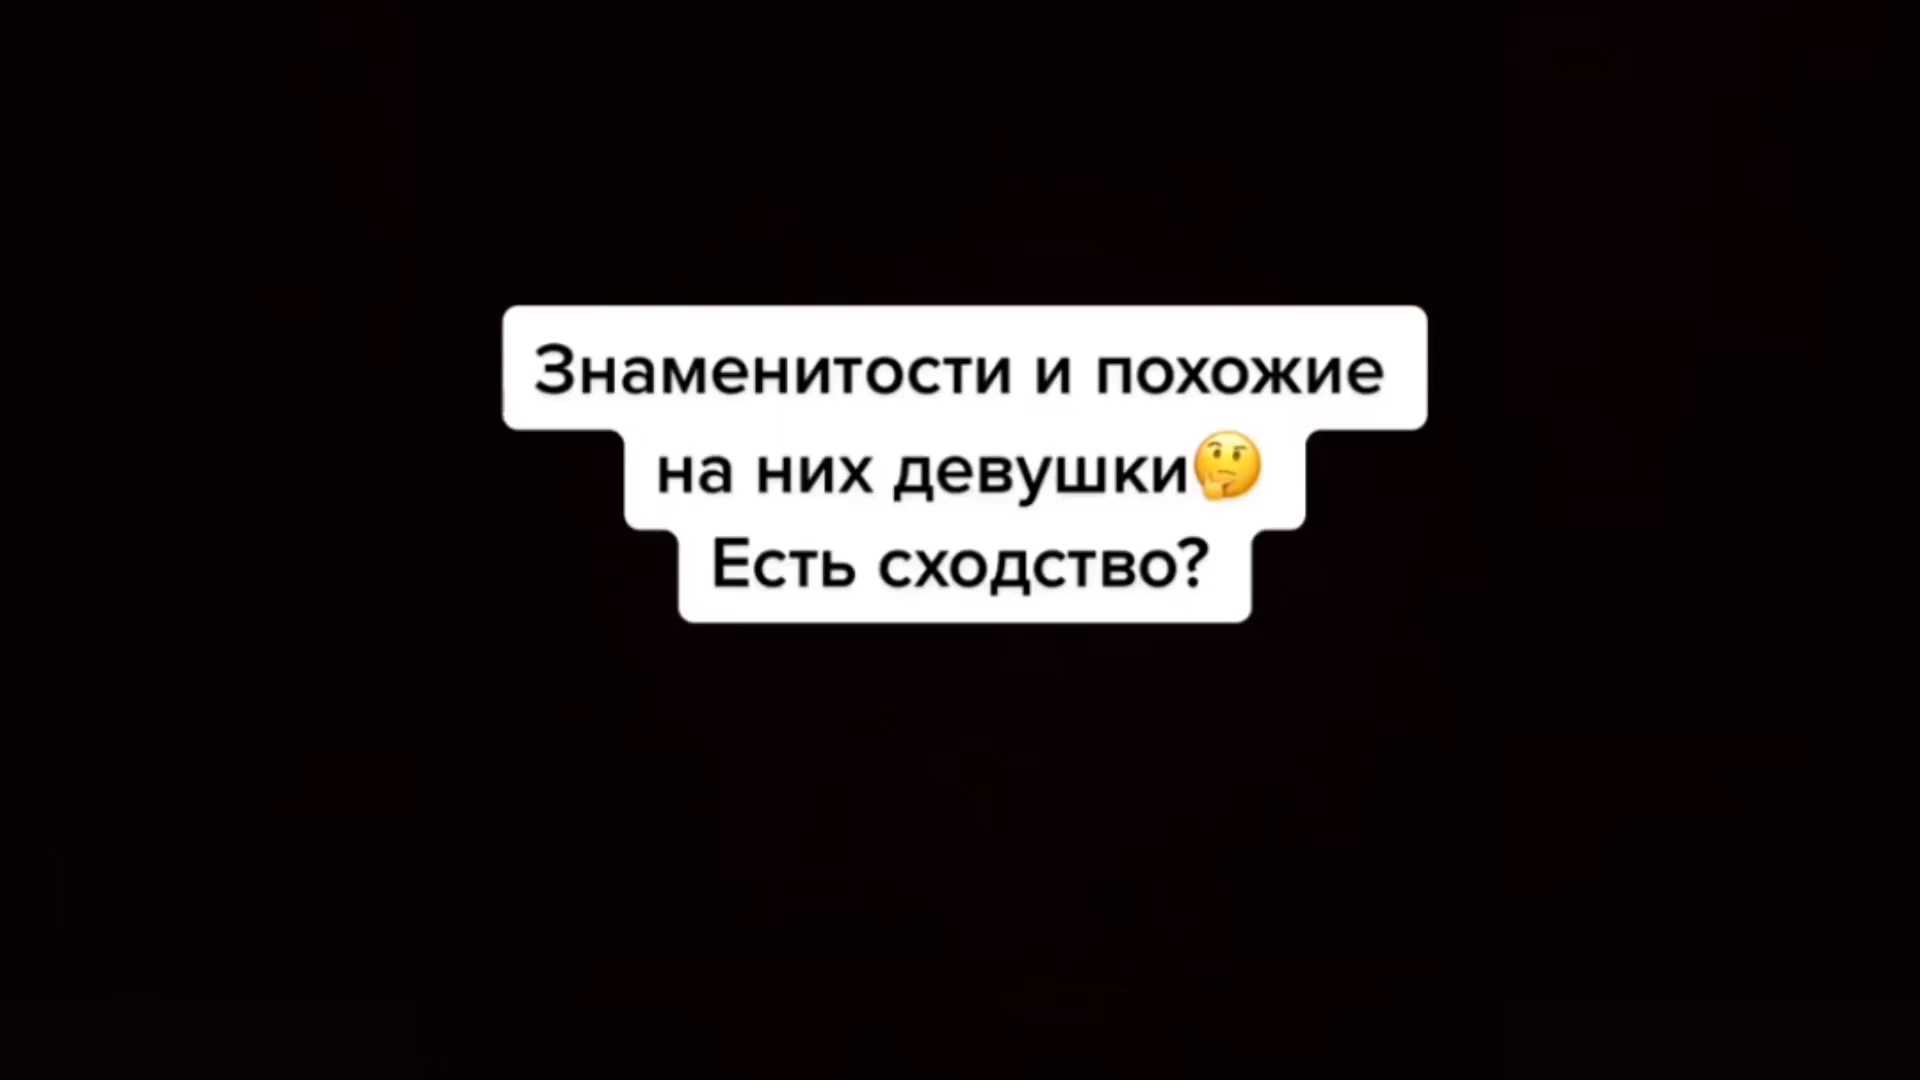 Знаменитости и похожие
на них девушки🤔
Есть сходство?